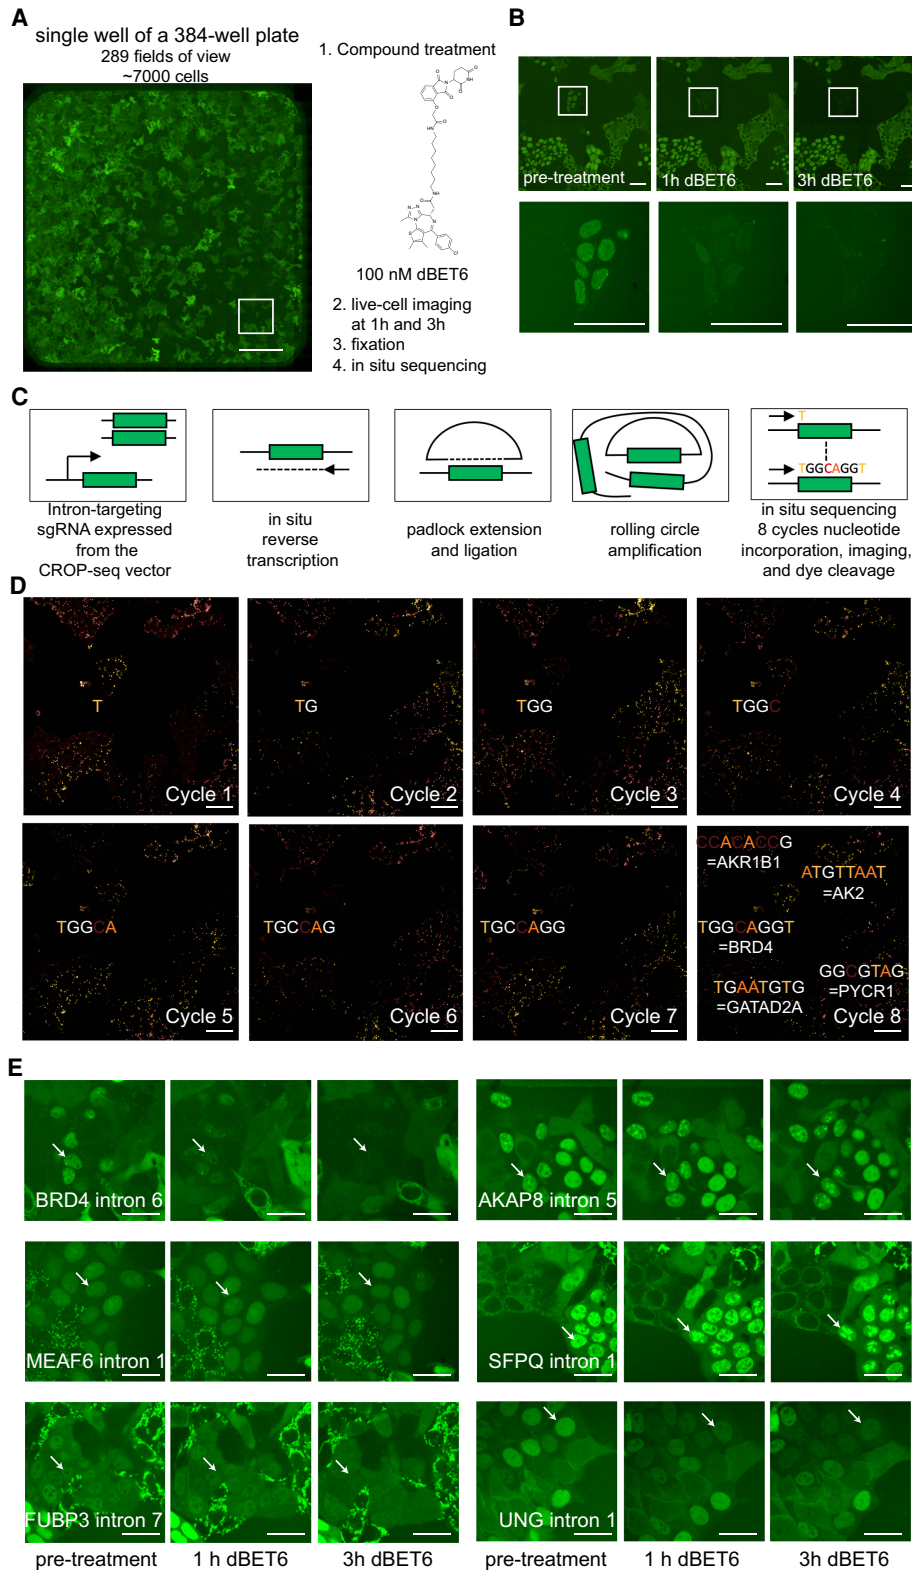 A
single well of a 384-well plate
289 fields of view
~7000 cells
1. Compound treatment
100 nM dBET6
2. live-cell imaging
at 1h and 3h
3. fixation
4. in situ sequencing
B
pre-treatment
1h dBET6
3h dBET6
C
Intron-targeting
sgRNA expressed
from the
CROP-seq vector
in situ
reverse
transcription
padlock extension
and ligation
rolling circle
amplification
T
TGGCAGGT
in situ sequencing
8 cycles nucleotide
incorporation, imaging,
and dye cleavage
D
T
Cycle 1
TG
Cycle 2
TGG
Cycle 3
TGGC
Cycle 4
TGGCA
Cycle 5
TGCCAG
Cycle 6
TGCCAGG
Cycle 7
CCACACCG
=AKR1B1
ATGTTAAT
=AK2
TGGCAGGT
=BRD4
GGCGTAG
=PYCR1
TGAATGTG
=GATAD2A
Cycle 8
E
BRD4 intron 6
AKAP8 intron 5
MEAF6 intron 1
SFPQ intron 1
FUBP3 intron 7
UNG intron 1
pre-treatment
1 h dBET6
3h dBET6
pre-treatment
1 h dBET6
3h dBET6